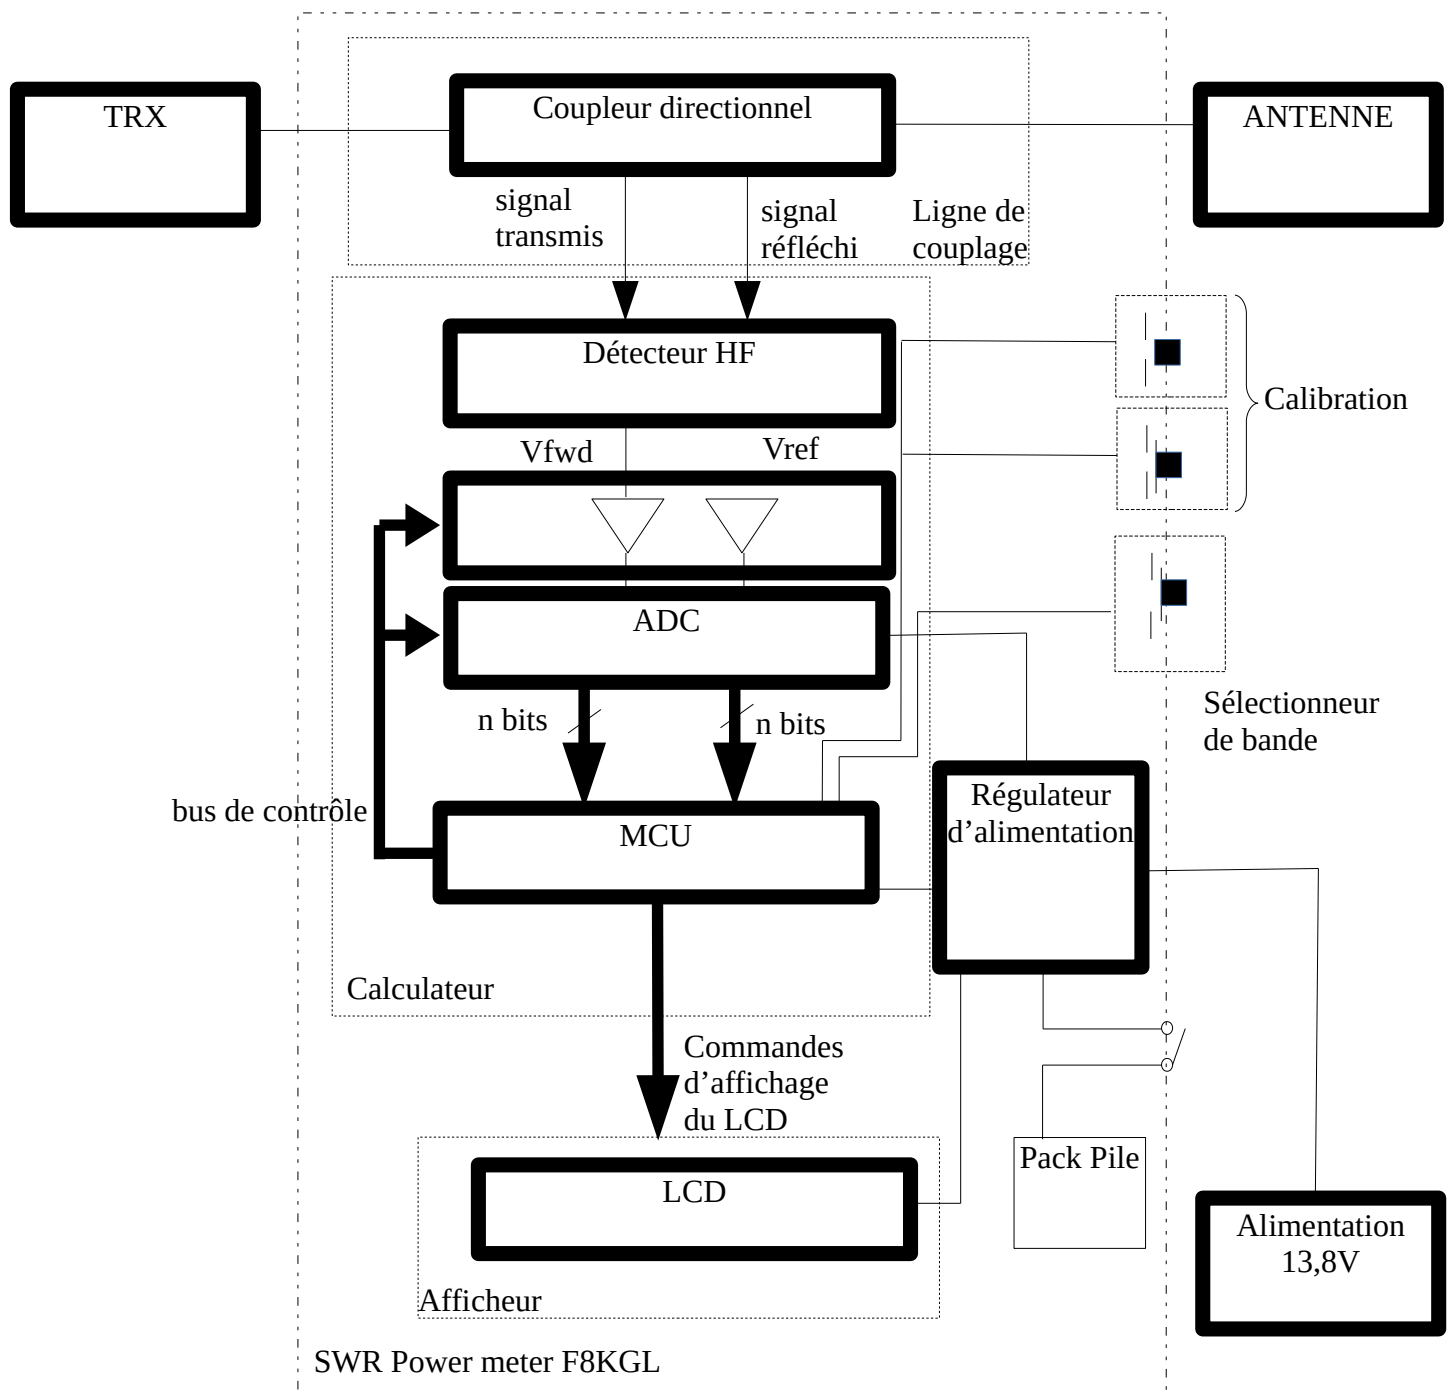 TRX
Coupleur directionnel
ANTENNE
signal
transmis
signal
réfléchi
Ligne de
couplage
Détecteur HF
Calibration
Vfwd
Vref
ADC
n bits
n bits
Sélectionneur
de bande
bus de contrôle
MCU
Régulateur
d’alimentation
Calculateur
Commandes
d’affichage
du LCD
Pack Pile
LCD
Alimentation
13,8V
Afficheur
SWR Power meter F8KGL